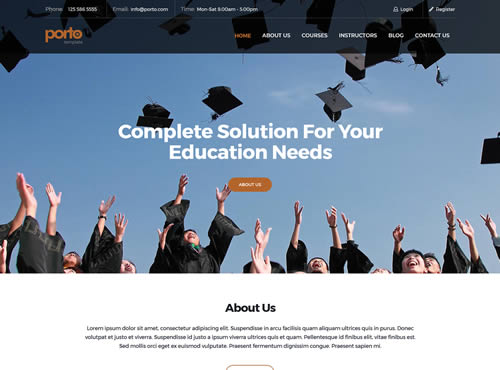 Phone: 123 586 5555 Email: info@porto.com Time: Mon-Sat 8:00am - 5:00pm Login Register
porto
template
HOME ABOUT US COURSES INSTRUCTORS BLOG CONTACT US
Complete Solution For Your
Education Needs
ABOUT US
About Us
Lorem ipsum dolor sit amet, consectetur adipiscing elit. Suspendisse in arcu facilisis quam aliquam ultrices quis in pretium. Donec
volutpat et justo et viverra. Suspendisse justo a ipsum viverra ultrices quis et ornare quam. Pellentesque id finibus elit, vitae finibus est.
Sed mollis orci eget ex euismod vulputate. Praesent fermentum dignissim congue. Praesent sapien mi.